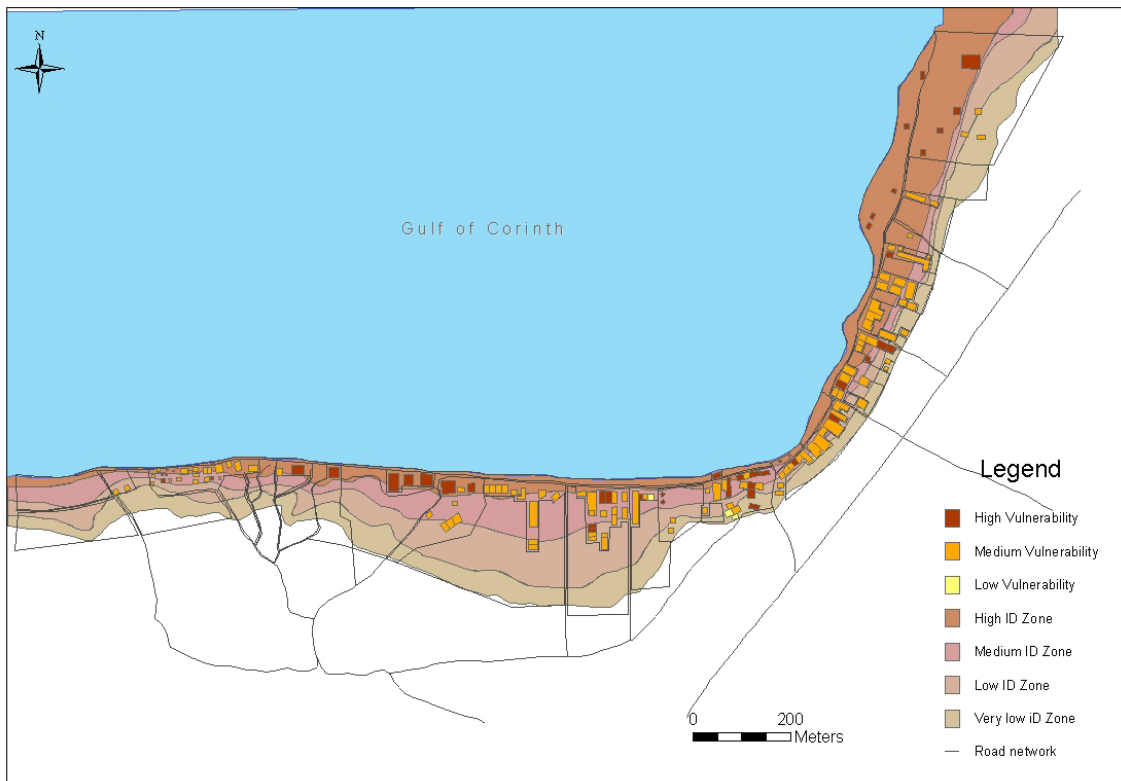 N
Gulf of Corinth
Legend
High Vulnerability
Medium Vulnerability
Low Vulnerability
High ID Zone
Medium ID Zone
Low ID Zone
Very low iD Zone
Road network
0 200
Meters